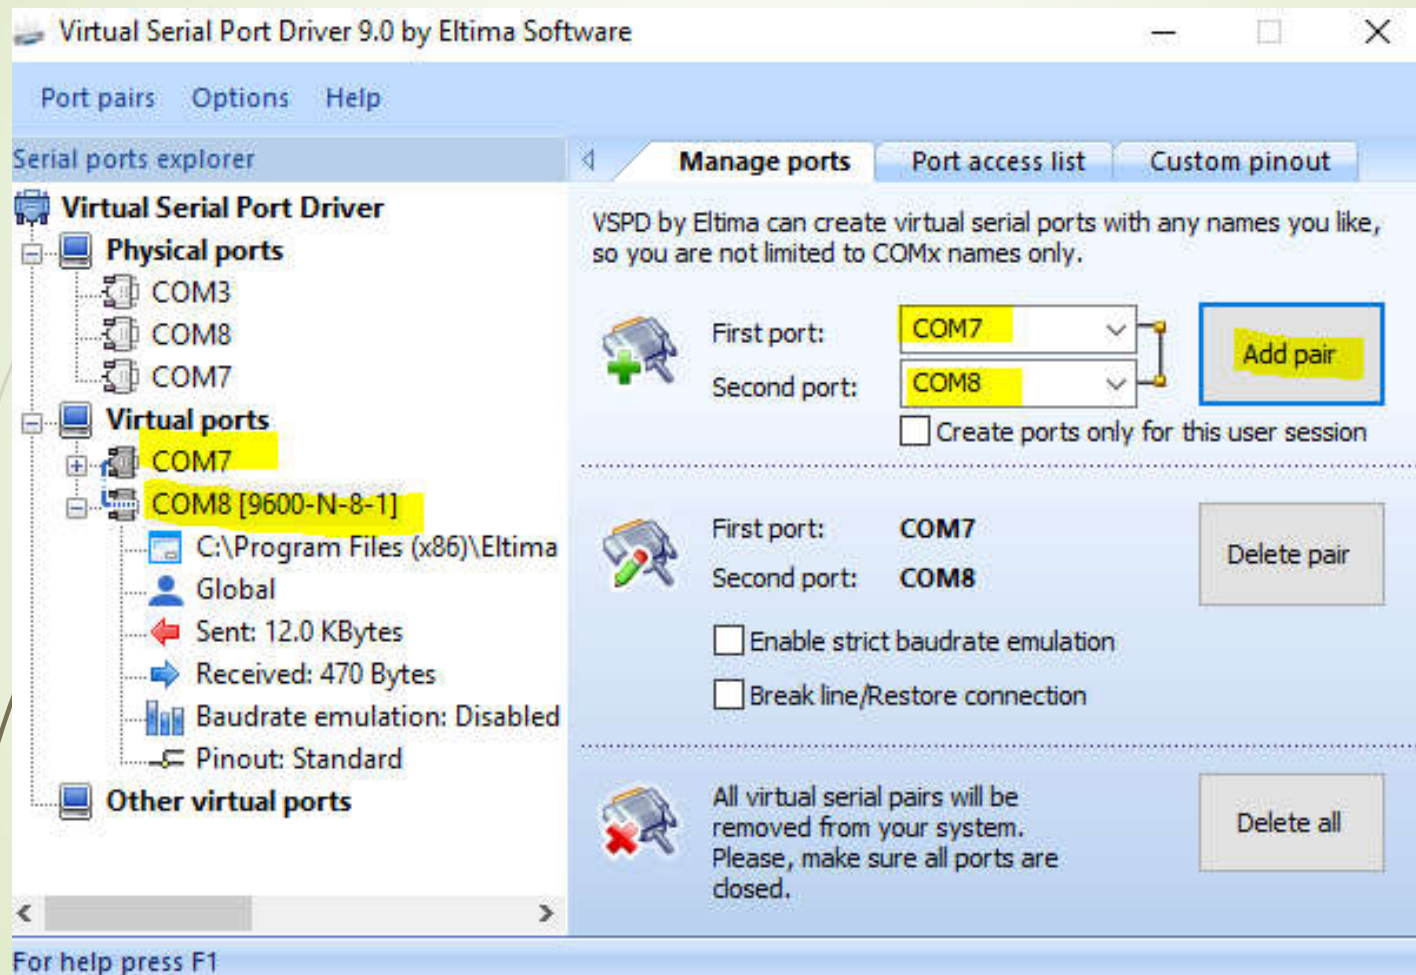 Virtual Serial Port Driver 9.0 by Eltima Software
Port pairs Options Help
Serial ports explorer
Virtual Serial Port Driver
Physical ports
COM3
COM8
COM7
Virtual ports
COM7
COM8 [9600-N-8-1]
C:\Program Files (x86)\Eltima
Global
Sent: 12.0 KBytes
Received: 470 Bytes
Baudrate emulation: Disabled
Pinout: Standard
Other virtual ports
Manage ports Port access list Custom pinout
VSPD by Eltima can create virtual serial ports with any names you like,
so you are not limited to COMx names only.
First port: COM7
Second port: COM8
Add pair
Create ports only for this user session
First port: COM7
Second port: COM8
Delete pair
Enable strict baudrate emulation
Break line/Restore connection
All virtual serial pairs will be
removed from your system.
Please, make sure all ports are
closed.
Delete all
For help press F1